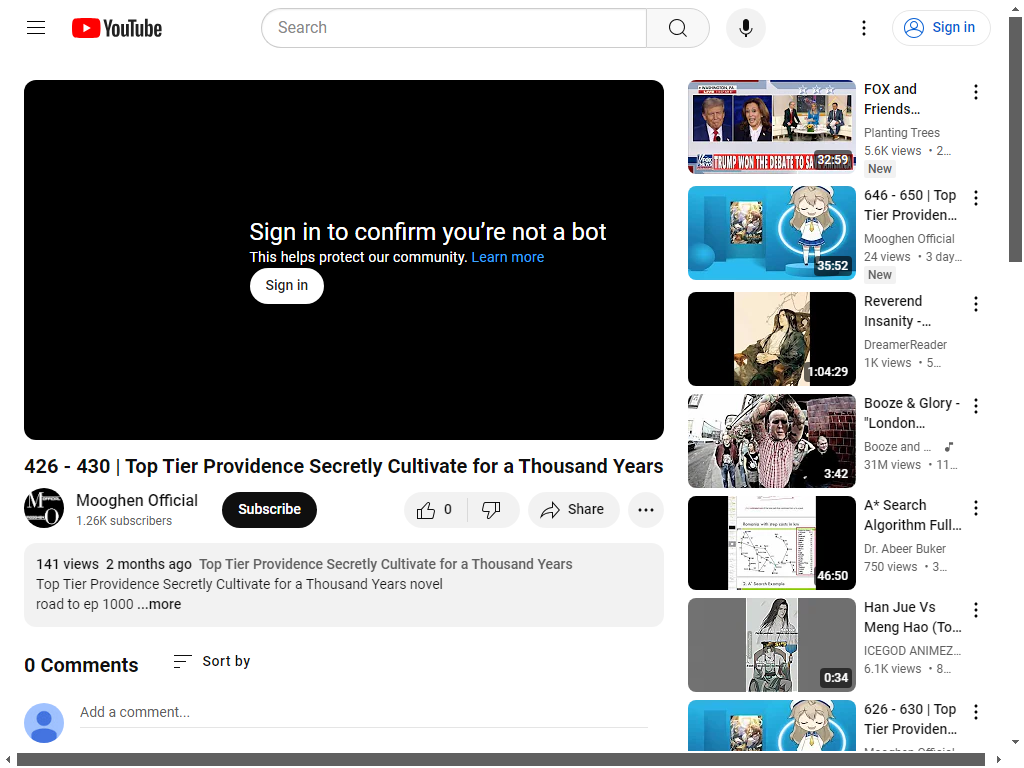 YouTube
Search
Sign in
Sign in to confirm you’re not a bot
This helps protect our community. Learn more
Sign in
426 - 430 | Top Tier Providence Secretly Cultivate for a Thousand Years
Mooghen Official
1.26K subscribers
Subscribe
0
Share
141 views 2 months ago Top Tier Providence Secretly Cultivate for a Thousand Years
Top Tier Providence Secretly Cultivate for a Thousand Years novel
road to ep 1000 ...more
0 Comments
Sort by
Add a comment...
WASHINGTON, PA
TRUMP WON THE DEBATE TO SA
32:59
FOX and
Friends...
Planting Trees
5.6K views • 2...
New
35:52
646 - 650 | Top
Tier Providen...
Mooghen Official
24 views • 3 day...
New
1:04:29
Reverend
Insanity -...
DreamerReader
1K views • 5...
3:42
Booze & Glory -
"London...
Booze and ...
31M views • 11...
46:50
A* Search
Algorithm Full...
Dr. Abeer Buker
750 views • 3...
0:34
Han Jue Vs
Meng Hao (To...
ICEGOD ANIMEZ...
6.1K views • 8...
626 - 630 | Top
Tier Providen...